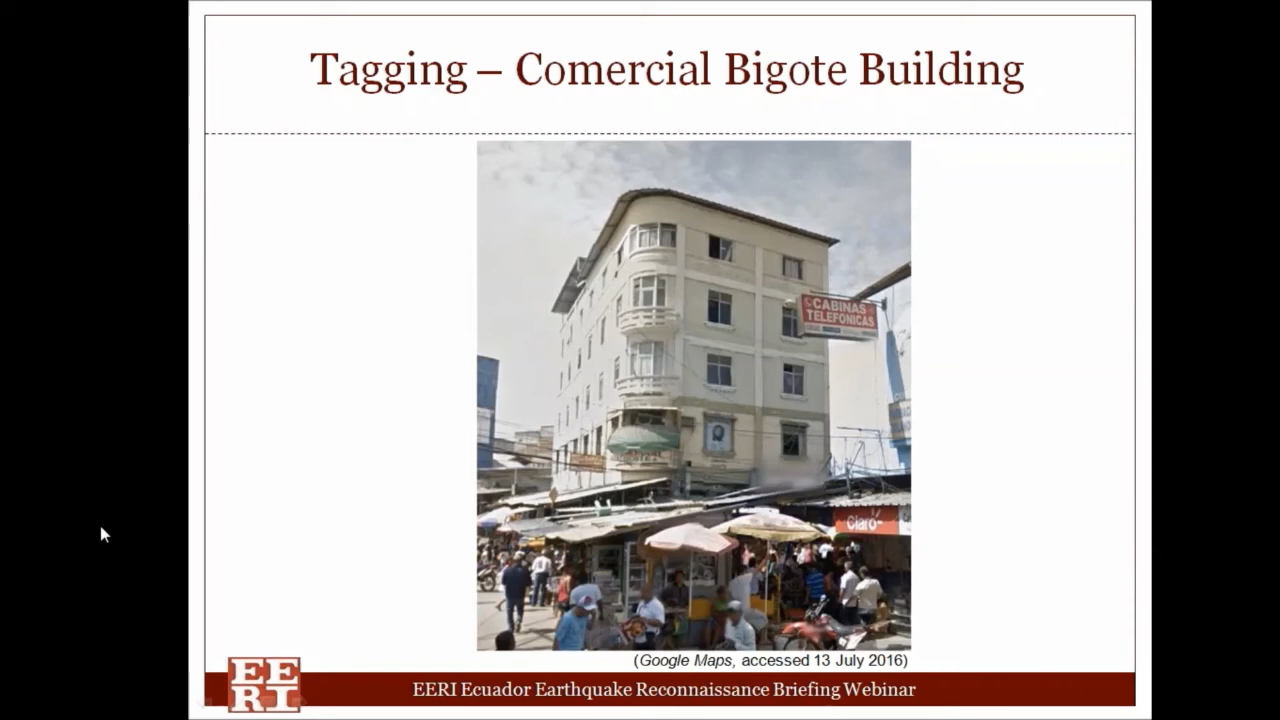 Tagging – Comercial Bigote Building
CABINAS
TELEFONICAS
Claro
(Google Maps, accessed 13 July 2016)
EERI
EERI Ecuador Earthquake Reconnaissance Briefing Webinar